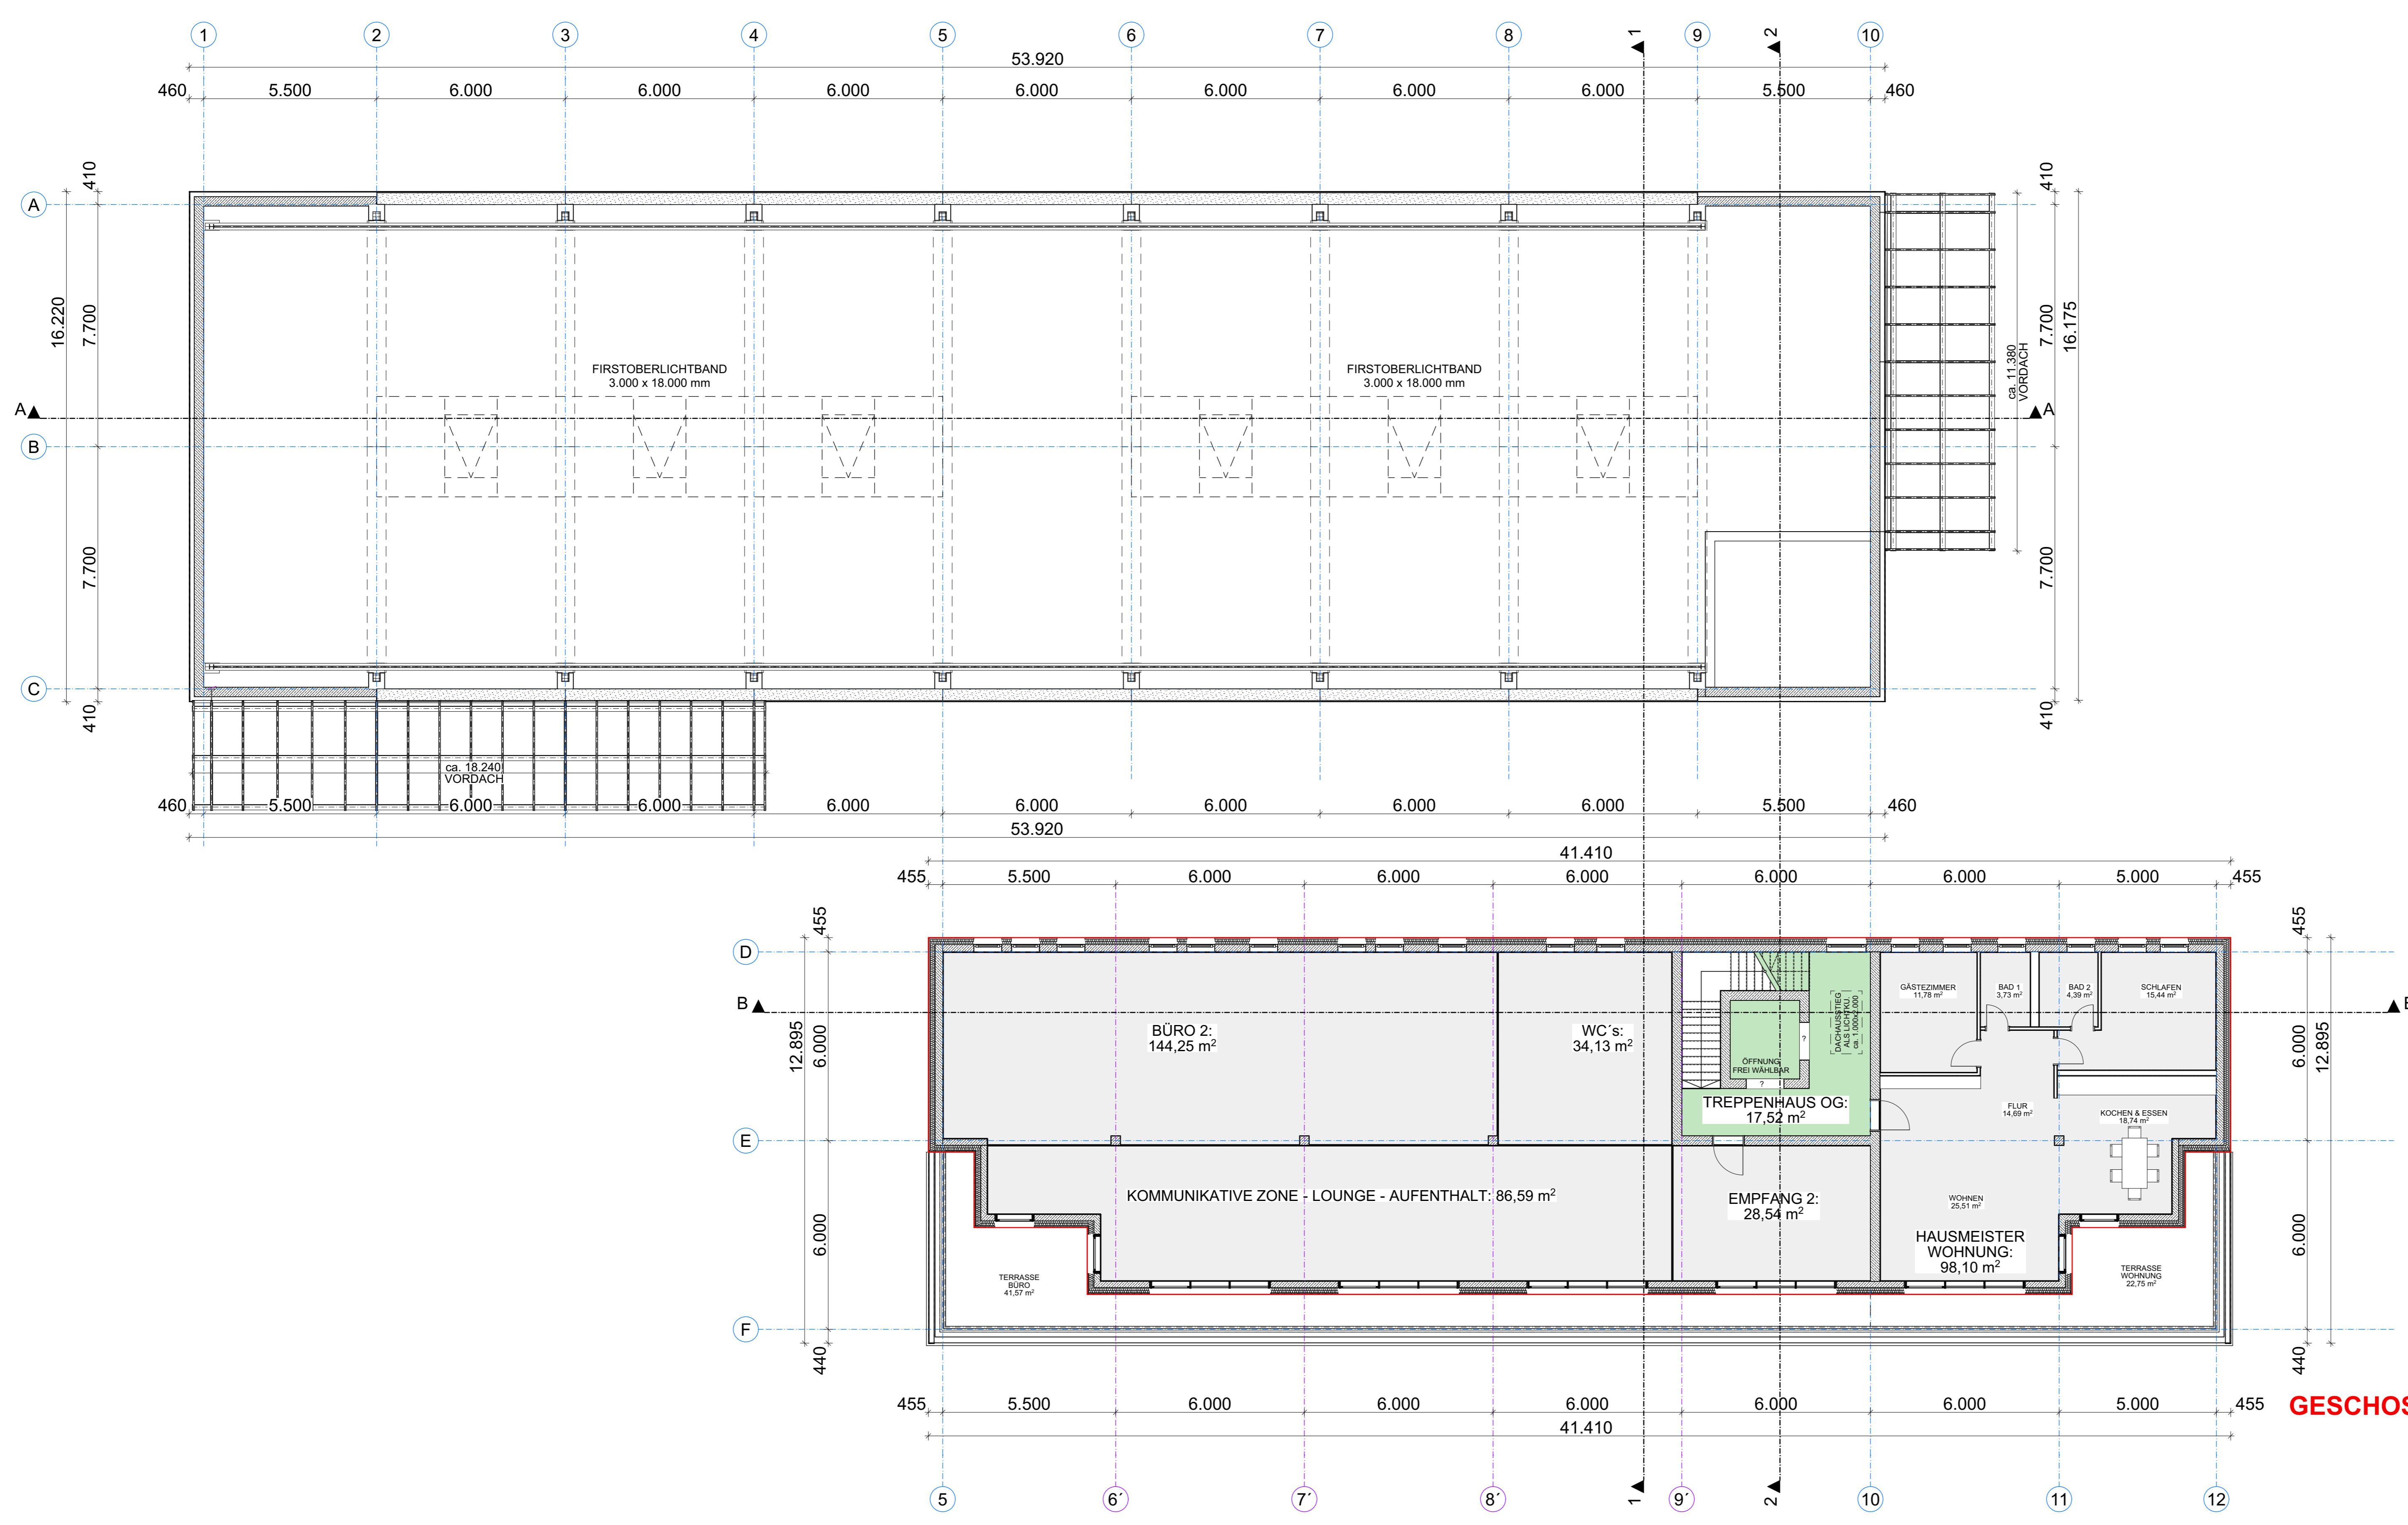 1 2 3 4 5 6 7 8 1 9 2 10
53.920
460 5.500 6.000 6.000 6.000 6.000 6.000 6.000 6.000 5.500 460
410 410
A
16.220 7.700 7.700 16.175
ca. 11.380
VORDACH
FIRSTOBERLICHTBAND FIRSTOBERLICHTBAND
3.000 x 18.000 mm 3.000 x 18.000 mm
A A
B
7.700 7.700
C
410 410
ca. 18.240
VORDACH
460 5.500 6.000 6.000 6.000 6.000 6.000 6.000 6.000 5.500 460
53.920
41.410
455 5.500 6.000 6.000 6.000 6.000 6.000 5.000 455
455 455
D
B
12.895 6.000 6.000 12.895
BÜRO 2:
144,25 m²
WC´s:
34,13 m²
ÖFFNUNG
FREI WÄHLBAR
?
?
DACHAUSSTIEG
ALS LICHTKU.
ca. 1.000x2.000
TREPPENHAUS OG:
17,52 m²
GÄSTEZIMMER
11,78 m²
BAD 1
3,73 m²
BAD 2
4,39 m²
SCHLAFEN
15,44 m²
FLUR
14,69 m²
KOCHEN & ESSEN
18,74 m²
E
KOMMUNIKATIVE ZONE - LOUNGE - AUFENTHALT: 86,59 m²
EMPFANG 2:
28,54 m²
WOHNEN
25,51 m²
HAUSMEISTER
WOHNUNG:
98,10 m²
6.000 6.000
TERRASSE
BÜRO
41,57 m²
TERRASSE
WOHNUNG
22,75 m²
F
440 440
455 5.500 6.000 6.000 6.000 6.000 6.000 5.000 455
GESCHOS
41.410
5 6´ 7´ 8´ 1 9´ 2 10 11 12